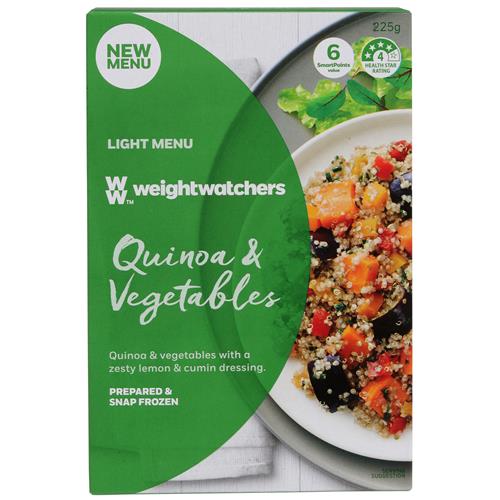 NEW
MENU
225g
6
SmartPoints
value
4
HEALTH STAR
RATING
LIGHT MENU
WW™ weightwatchers
Quinoa &
Vegetables
Quinoa & vegetables with a
zesty lemon & cumin dressing.
PREPARED &
SNAP FROZEN
SERVING
SUGGESTION